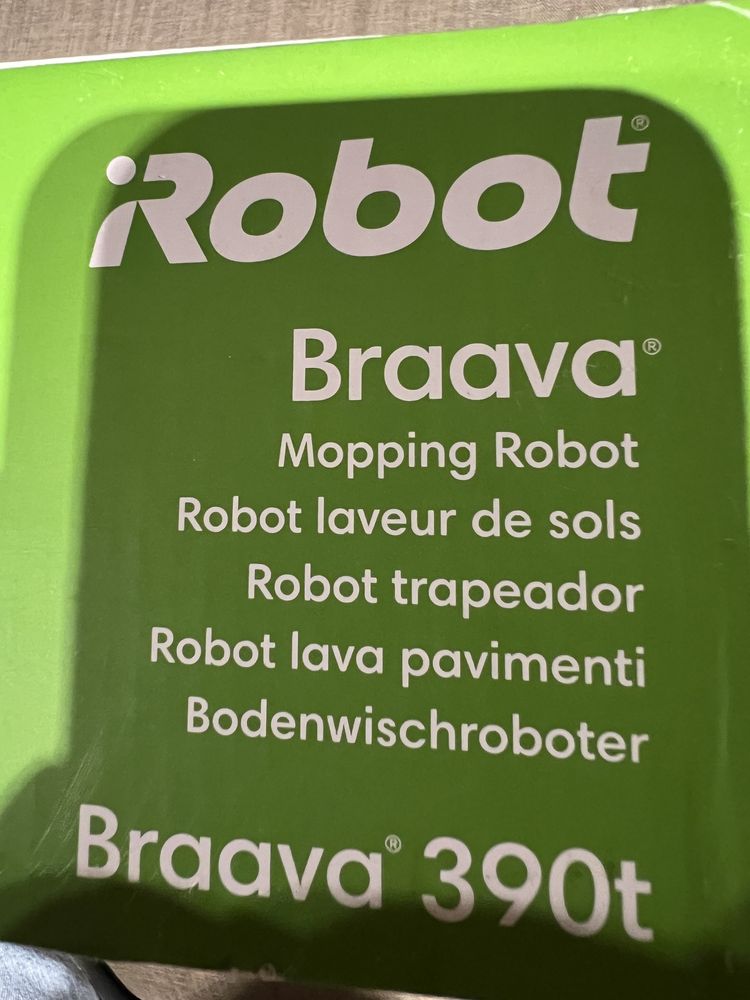 iRobot®
Braava®
Mopping Robot
Robot laveur de sols
Robot trapeador
Robot lava pavimenti
Bodenwischroboter
Braava® 390t